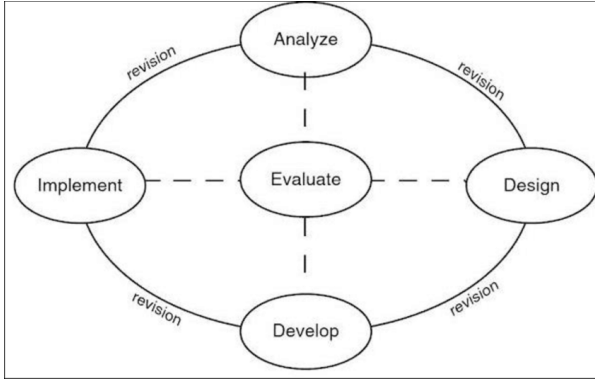 Analyze
revision
revision
Implement
Evaluate
Design
revision
revision
Develop